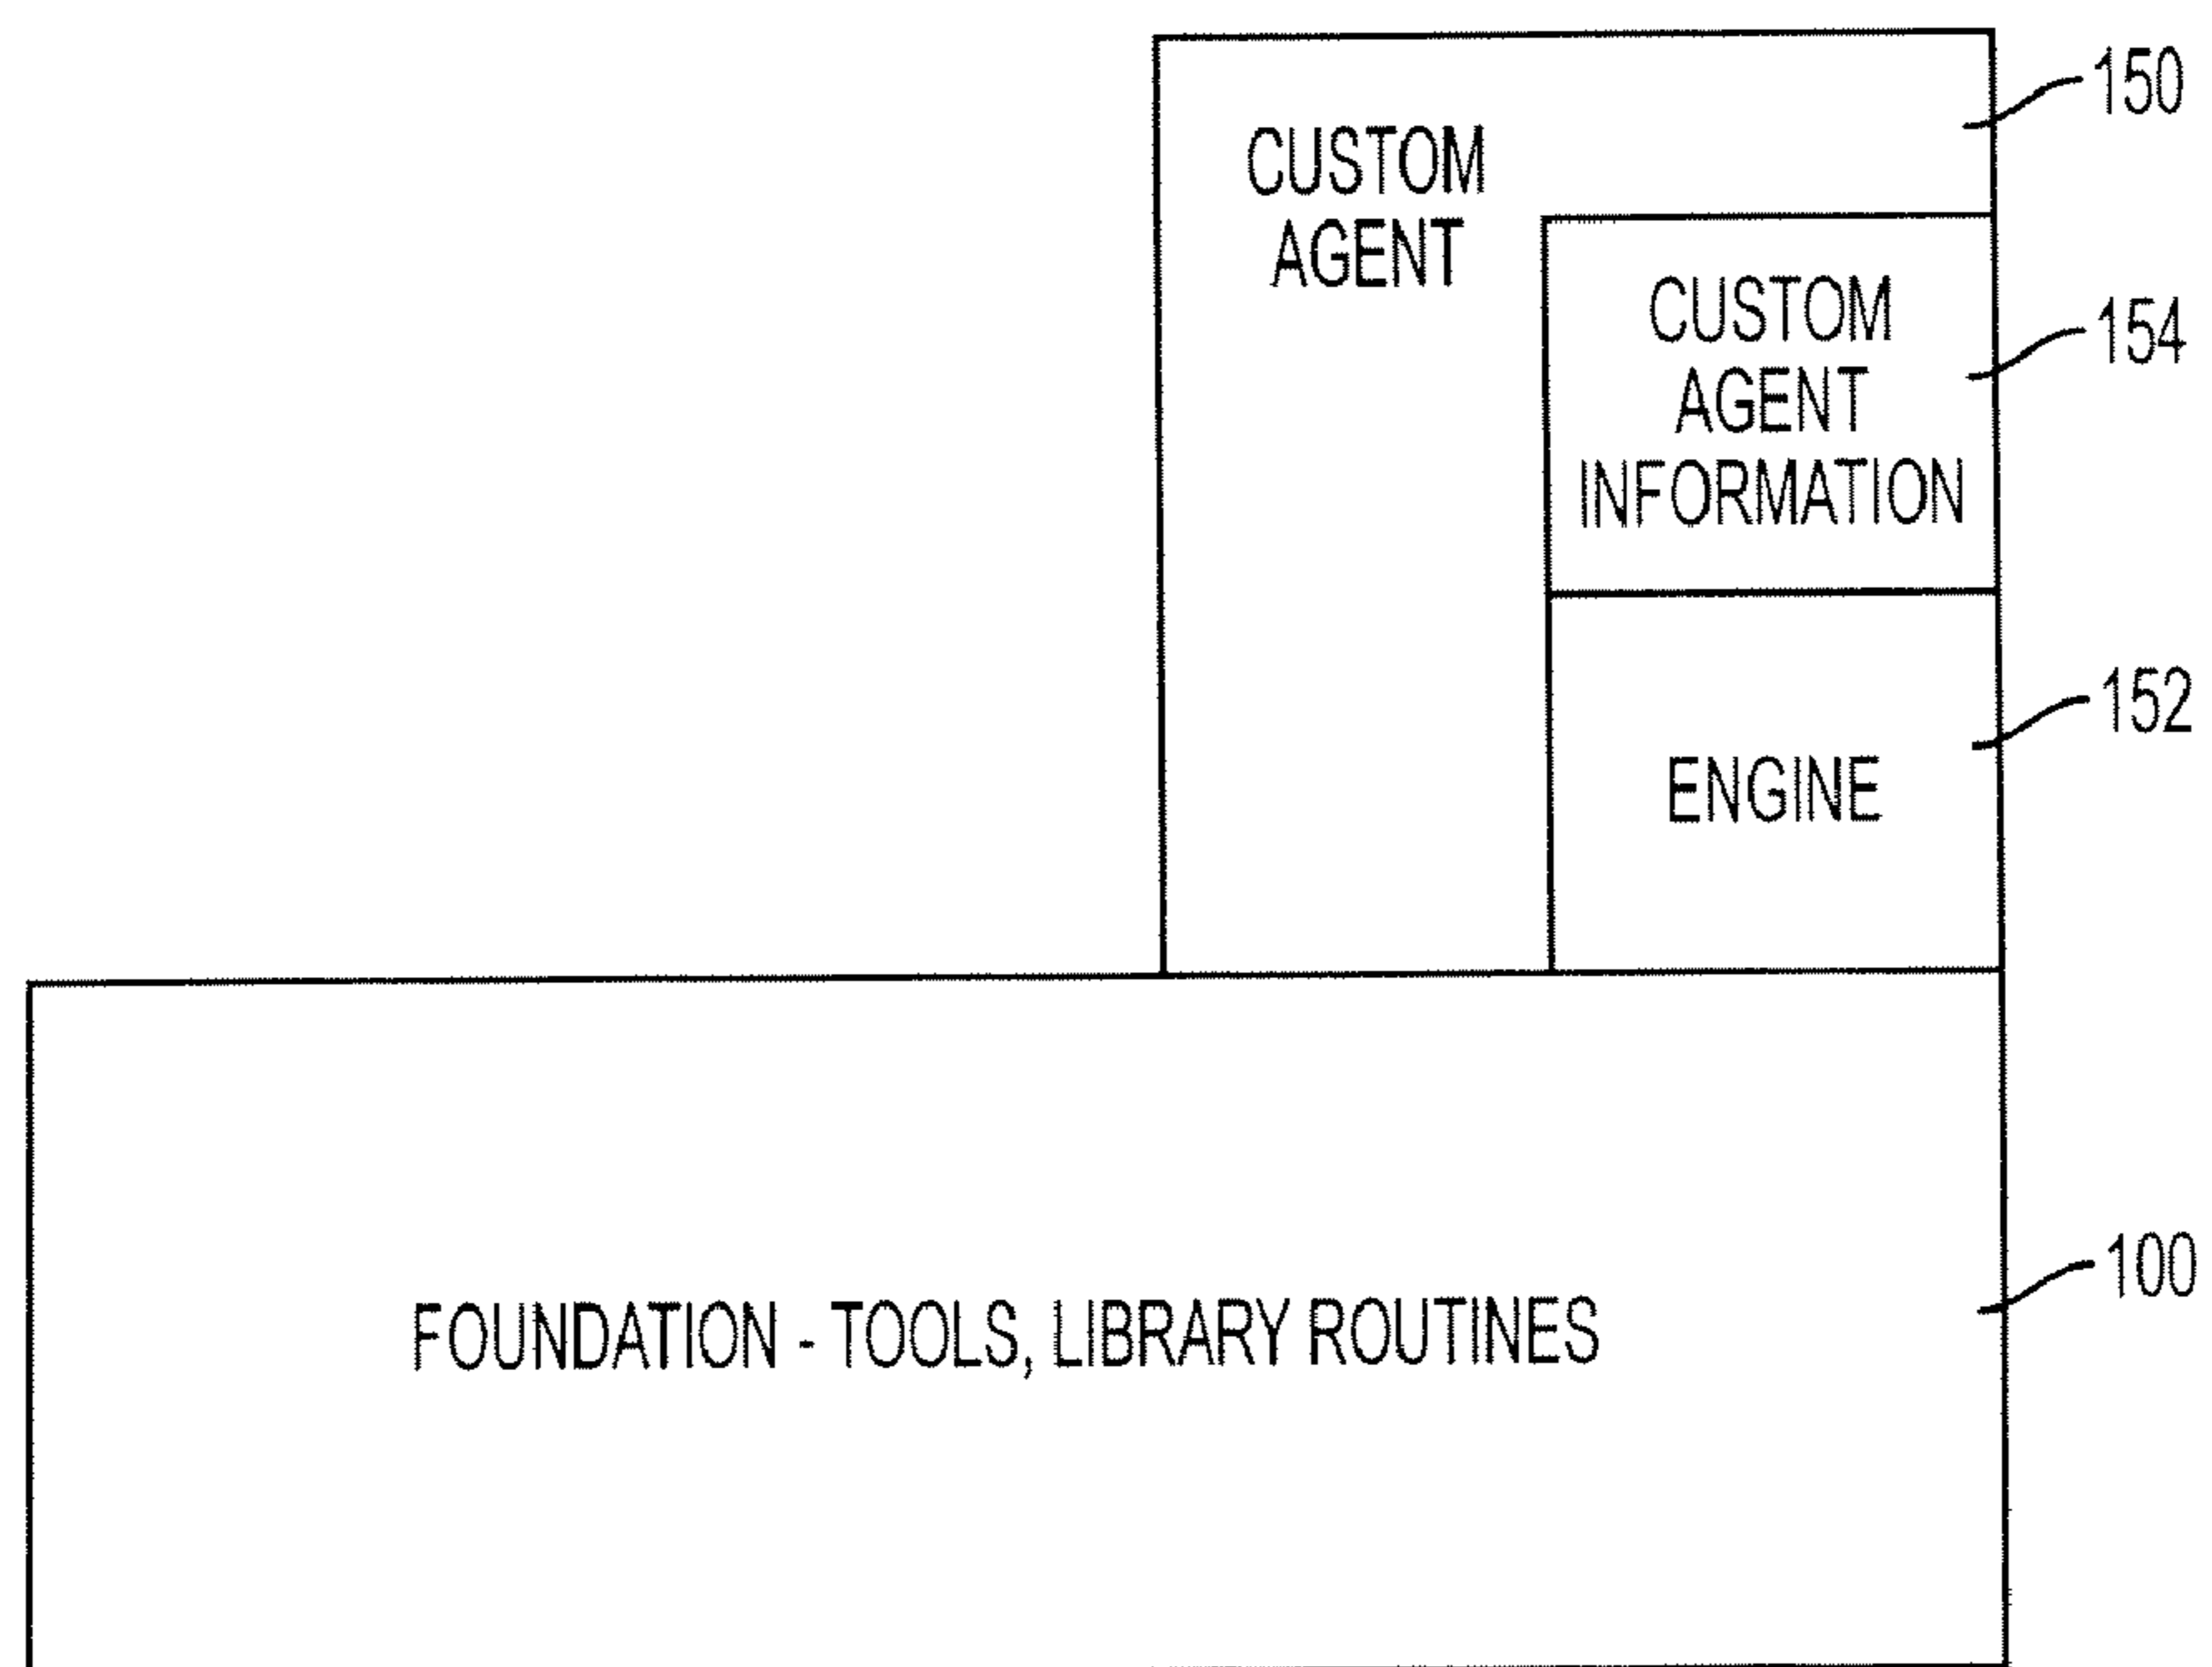 150
CUSTOM
AGENT
CUSTOM
AGENT
INFORMATION
154
152
ENGINE
100
FOUNDATION - TOOLS, LIBRARY ROUTINES